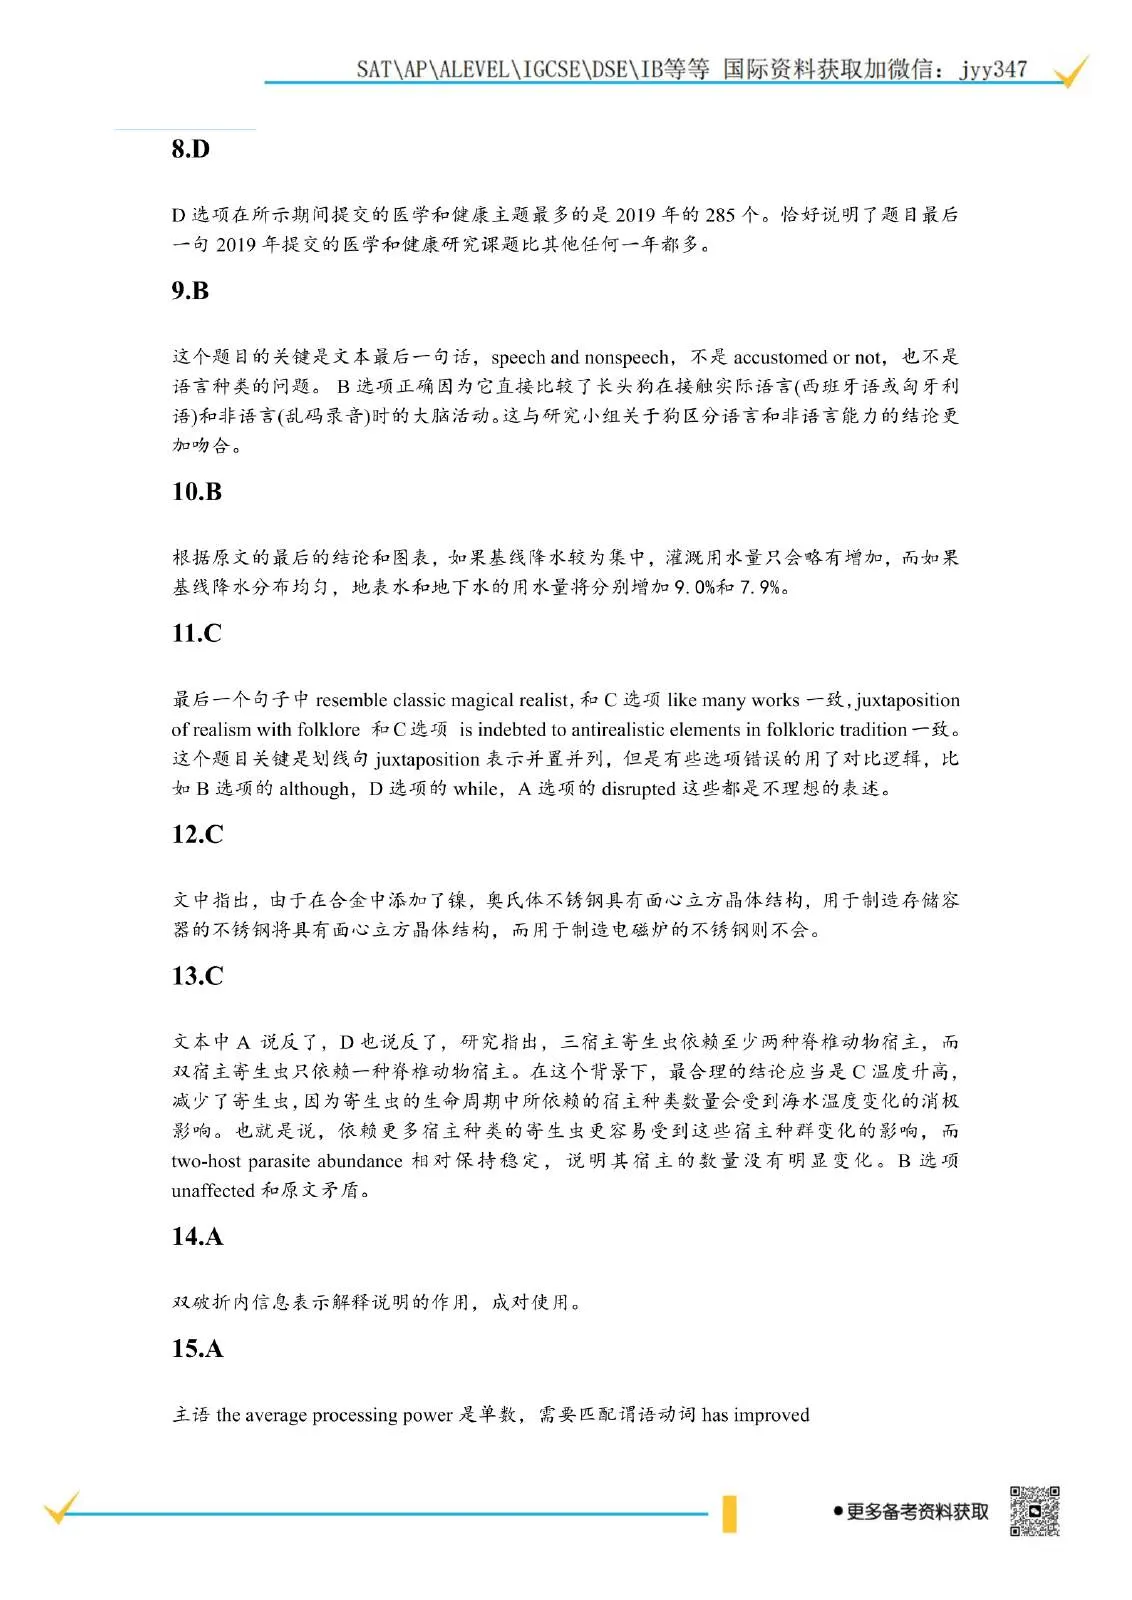 SAT\AP\ALEVEL\IGCSE\DSE\IB等等 国际资料获取加微信：jyy347
8.D
D 选项在所示期间提交的医学和健康主题最多的是 2019 年的 285 个。恰好说明了题目最后
一句 2019 年提交的医学和健康研究课题比其他任何一年都多。
9.B
这个题目的关键是文本最后一句话，speech and nonspeech，不是 accustomed or not，也不是
语言种类的问题。 B 选项正确因为它直接比较了长头狗在接触实际语言(西班牙语或匈牙利
语)和非语言(乱码录音)时的大脑活动。这与研究小组关于狗区分语言和非语言能力的结论更
加吻合。
10.B
根据原文的最后的结论和图表，如果基线降水较为集中，灌溉用水量只会略有增加，而如果
基线降水分布均匀，地表水和地下水的用水量将分别增加 9.0%和 7.9%。
11.C
最后一个句子中 resemble classic magical realist，和 C 选项 like many works 一致，juxtaposition
of realism with folklore 和 C 选项 is indebted to antirealistic elements in folkloric tradition 一致。
这个题目关键是划线句 juxtaposition 表示并置并列，但是有些选项错误的用了对比逻辑，比
如 B 选项的 although，D 选项的 while，A 选项的 disrupted 这些都是不理想的表述。
12.C
文中指出，由于在合金中添加了镍，奥氏体不锈钢具有面心立方晶体结构，用于制造存储容
器的不锈钢将具有面心立方晶体结构，而用于制造电磁炉的不锈钢则不会。
13.C
文本中 A 说反了，D 也说反了，研究指出，三宿主寄生虫依赖至少两种脊椎动物宿主，而
双宿主寄生虫只依赖一种脊椎动物宿主。在这个背景下，最合理的结论应当是 C 温度升高，
减少了寄生虫，因为寄生虫的生命周期中所依赖的宿主种类数量会受到海水温度变化的消极
影响。也就是说，依赖更多宿主种类的寄生虫更容易受到这些宿主种群变化的影响，而
two-host parasite abundance 相对保持稳定，说明其宿主的数量没有明显变化。B 选项
unaffected 和原文矛盾。
14.A
双破折内信息表示解释说明的作用，成对使用。
15.A
主语 the average processing power 是单数，需要匹配谓语动词 has improved
●更多备考资料获取